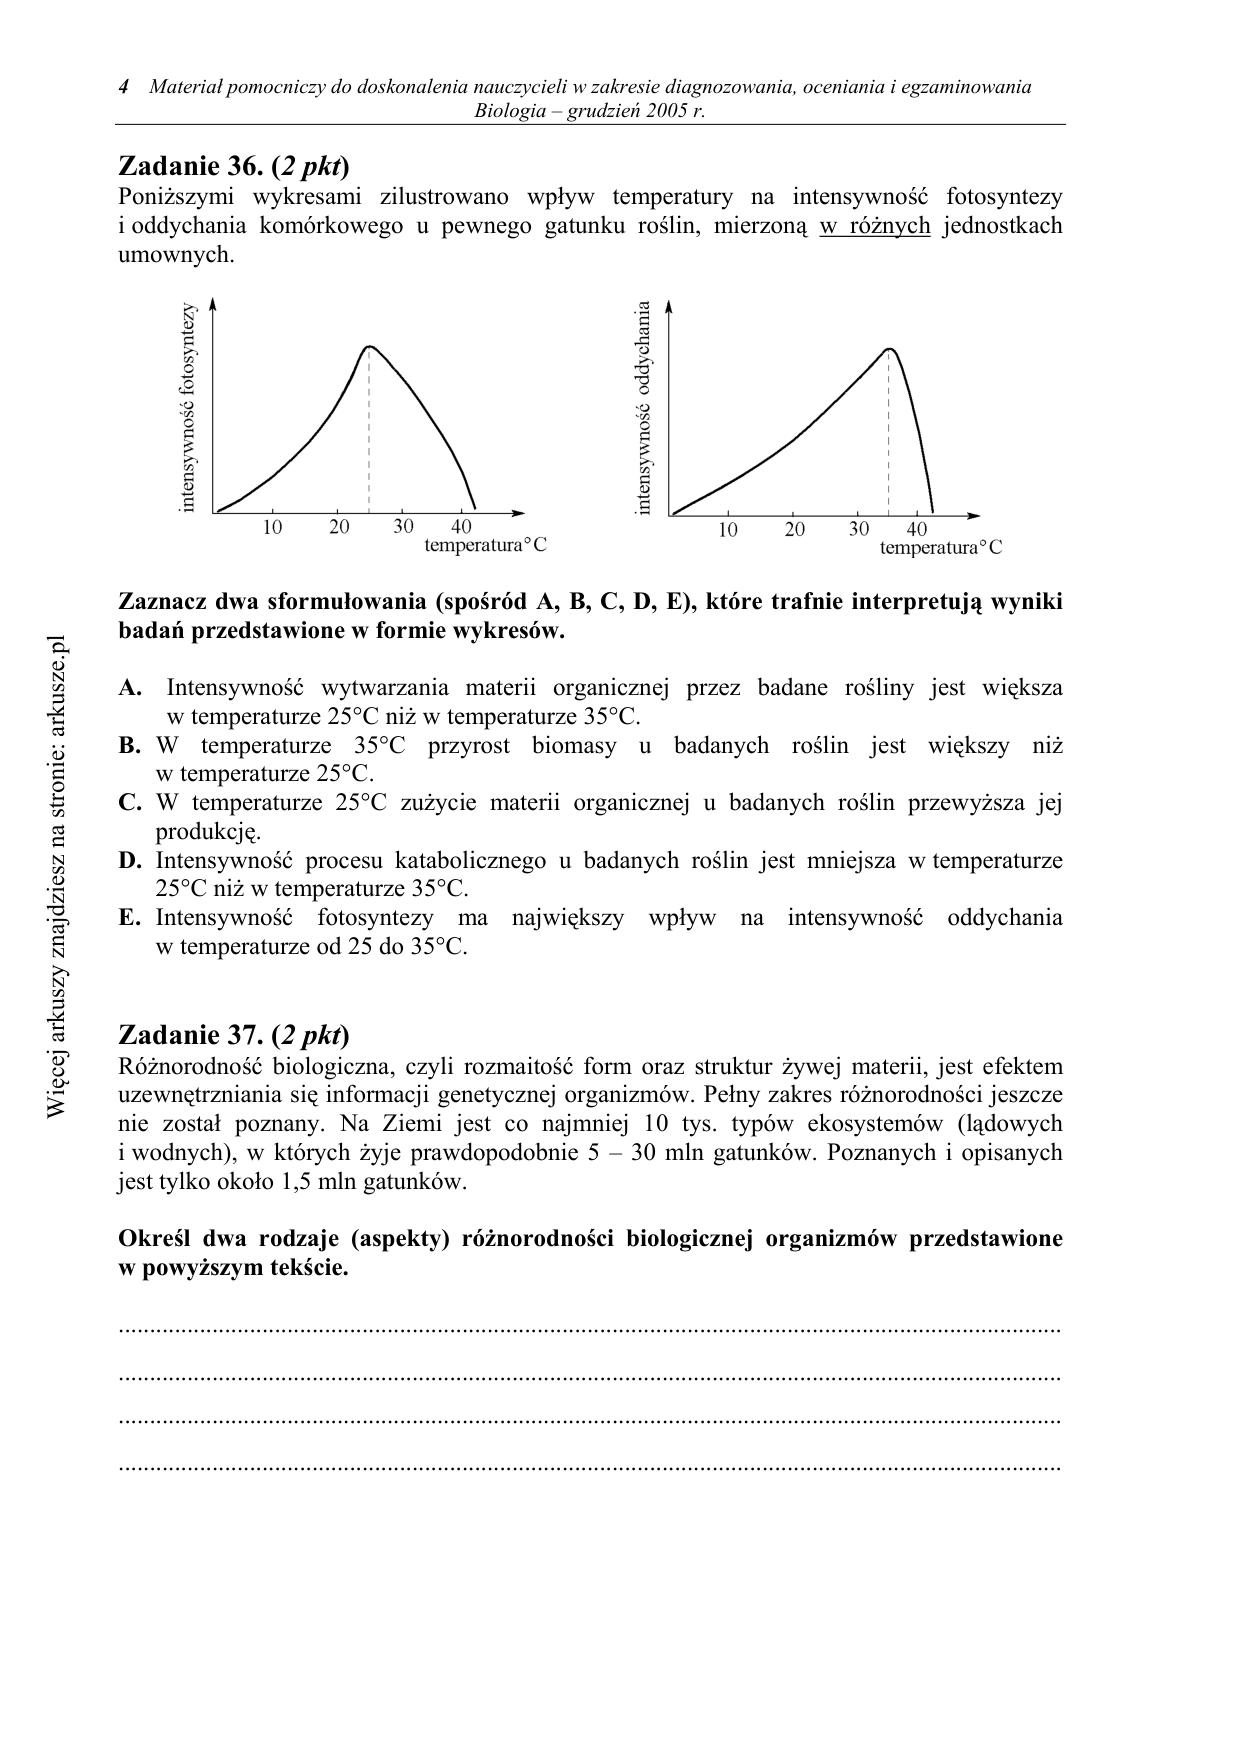 4 Materiał pomocniczy do doskonalenia nauczycieli w zakresie diagnozowania, oceniania i egzaminowania
Biologia – grudzień 2005 r.
Zadanie 36. (2 pkt)
Poniższymi wykresami zilustrowano wpływ temperatury na intensywność fotosyntezy
i oddychania komórkowego u pewnego gatunku roślin, mierzoną w różnych jednostkach
umownych.
intensywność fotosyntezy
10 20 30 40
temperatura°C
intensywność oddychania
10 20 30 40
temperatura°C
Zaznacz dwa sformułowania (spośród A, B, C, D, E), które trafnie interpretują wyniki
badań przedstawione w formie wykresów.
A. Intensywność wytwarzania materii organicznej przez badane rośliny jest większa
w temperaturze 25°C niż w temperaturze 35°C.
B. W temperaturze 35°C przyrost biomasy u badanych roślin jest większy niż
w temperaturze 25°C.
C. W temperaturze 25°C zużycie materii organicznej u badanych roślin przewyższa jej
produkcję.
D. Intensywność procesu katabolicznego u badanych roślin jest mniejsza w temperaturze
25°C niż w temperaturze 35°C.
E. Intensywność fotosyntezy ma największy wpływ na intensywność oddychania
w temperaturze od 25 do 35°C.
Zadanie 37. (2 pkt)
Różnorodność biologiczna, czyli rozmaitość form oraz struktur żywej materii, jest efektem
uzewnętrzniania się informacji genetycznej organizmów. Pełny zakres różnorodności jeszcze
nie został poznany. Na Ziemi jest co najmniej 10 tys. typów ekosystemów (lądowych
i wodnych), w których żyje prawdopodobnie 5 – 30 mln gatunków. Poznanych i opisanych
jest tylko około 1,5 mln gatunków.
Określ dwa rodzaje (aspekty) różnorodności biologicznej organizmów przedstawione
w powyższym tekście.
Więcej arkuszy znajdziesz na stronie: arkusze.pl